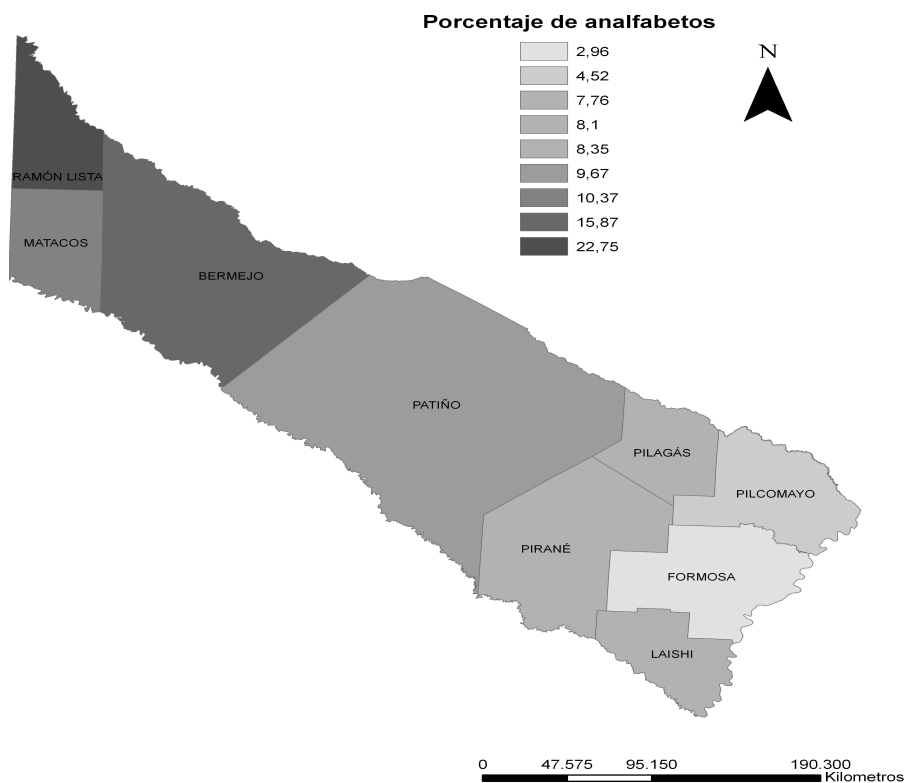 Porcentaje de analfabetos
2,96
4,52
7,76
8,1
8,35
9,67
10,37
15,87
22,75
N
RAMÓN LISTA
MATACOS
BERMEJO
PATIÑO
PILAGÁS
PILCOMAYO
PIRANÉ
FORMOSA
LAISHI
0 47.575 95.150 190.300
Kilometros